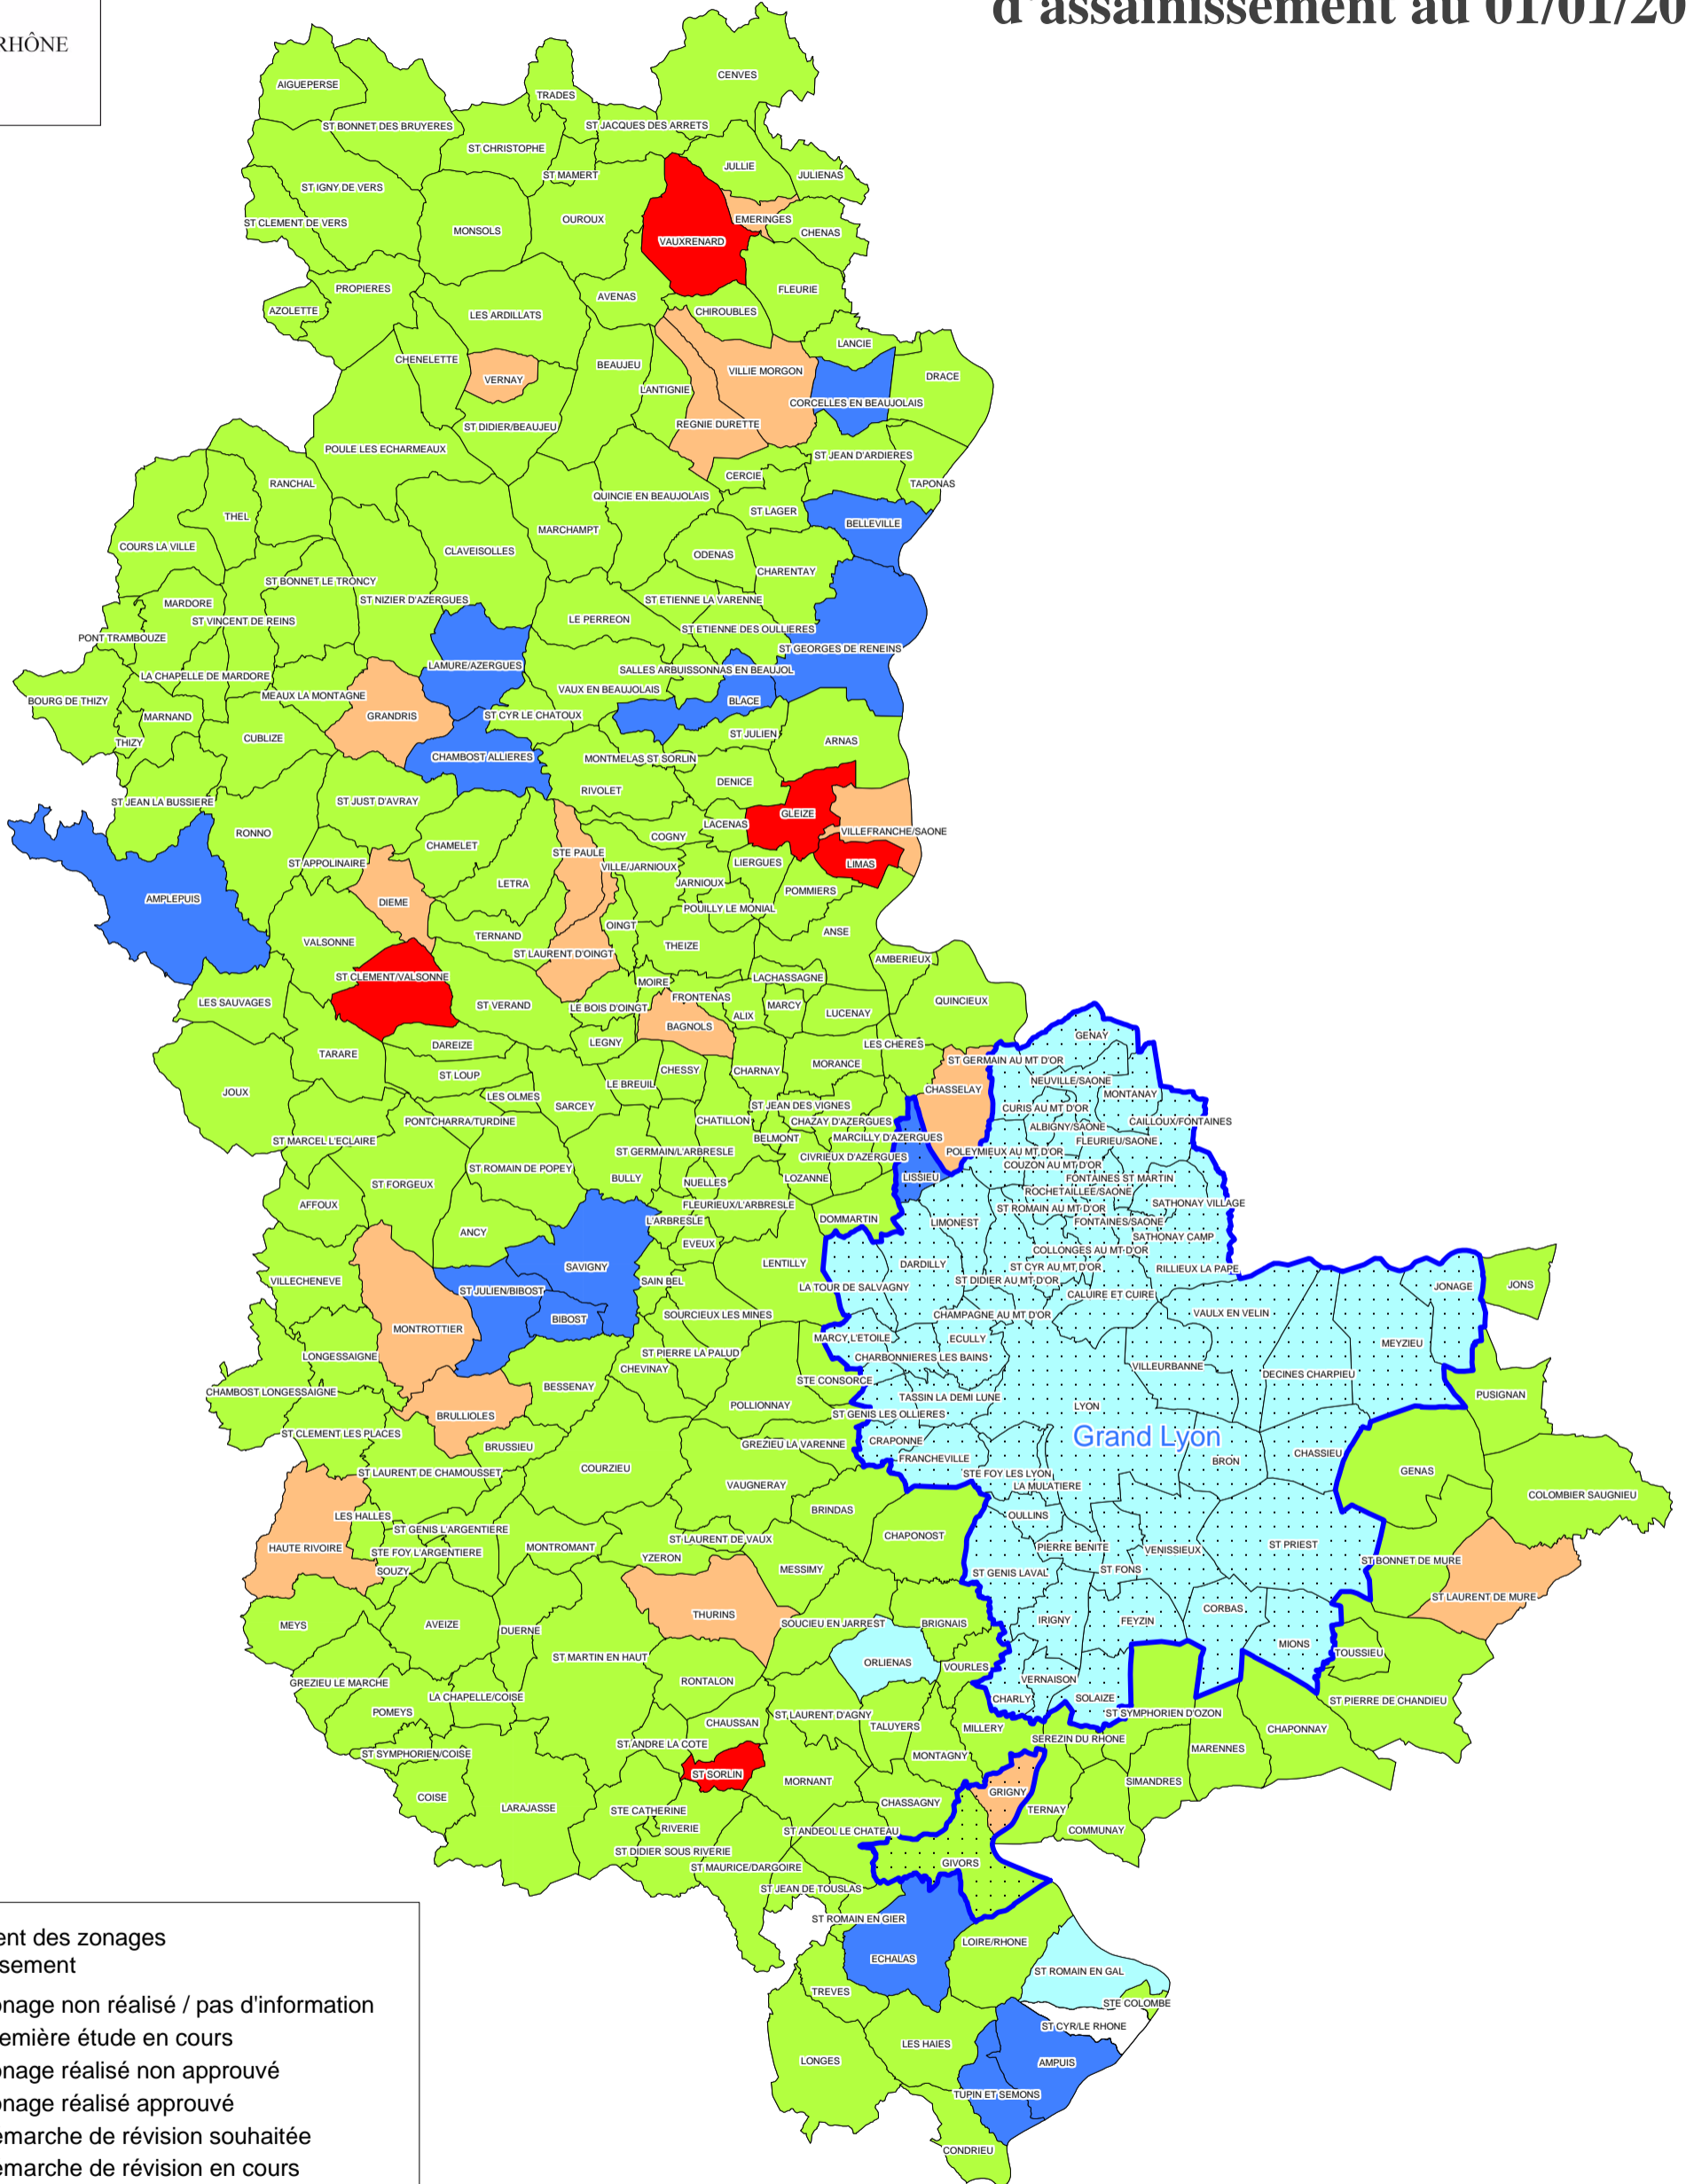 RHÔNE
d'assainissement au 01/01/20
CENVES
AIGUEPERSE
TRADES
ST BONNET DES BRUYERES
ST JACQUES DES ARRETS
ST CHRISTOPHE
JULLIE
ST MAMERT
JULIENAS
ST IGNY DE VERS
OUROUX
EMERINGES
ST CLEMENT DE VERS
MONSOLS
CHENAS
VAUXRENARD
PROPIERES
FLEURIE
AVENAS
AZOLETTE
LES ARDILLATS
CHIROUBLES
LANCIE
CHENELETTE
BEAUJEU
VILLIE MORGON
DRACE
VERNAY
LANTIGNIE
CORCELLES EN BEAUJOLAIS
REGNIE DURETTE
ST DIDIER/BEAUJEU
POULE LES ECHARMEAUX
ST JEAN D'ARDIERES
CERCIE
RANCHAL
TAPONAS
QUINCIE EN BEAUJOLAIS
ST LAGER
THEL
BELLEVILLE
MARCHAMPT
COURS LA VILLE
CLAVEISOLLES
ODENAS
CHARENTAY
ST BONNET LE TRONCY
MARDORE
ST NIZIER D'AZERGUES
ST ETIENNE LA VARENNE
ST VINCENT DE REINS
LE PERREON
ST ETIENNE DES OULLIERES
PONT TRAMBOUZE
ST GEORGES DE RENEINS
LAMURE/AZERGUES
SALLES ARBUISSONNAS EN BEAUJOL
LA CHAPELLE DE MARDORE
VAUX EN BEAUJOLAIS
MEAUX LA MONTAGNE
BOURG DE THIZY
BLACE
MARNAND
GRANDRIS
ST CYR LE CHATOUX
ST JULIEN
CUBLIZE
THIZY
ARNAS
CHAMBOST ALLIERES
MONTMELAS ST SORLIN
DENICE
RIVOLET
ST JEAN LA BUSSIERE
ST JUST D'AVRAY
GLEIZE
LACENAS
RONNO
VILLEFRANCHE/SAONE
COGNY
CHAMELET
STE PAULE
ST APPOLINAIRE
LIERGUES
LIMAS
VILLE/JARNIOUX
LETRA
JARNIOUX
POMMIERS
AMPLEPUIS
DIEME
POUILLY LE MONIAL
OINGT
ANSE
TERNAND
VALSONNE
THEIZE
ST LAURENT D'OINGT
AMBERIEUX
ST CLEMENT/VALSONNE
LACHASSAGNE
MOIRE
FRONTENAS
LES SAUVAGES
ST VERAND
LE BOIS D'OINGT
MARCY
QUINCIEUX
ALIX
LUCENAY
BAGNOLS
GENAY
LEGNY
DAREIZE
LES CHERES
TARARE
ST GERMAIN AU MT D'OR
MORANCE
CHESSY
CHARNAY
ST LOUP
LE BREUIL
NEUVILLE/SAONE
CHASSELAY
JOUX
MONTANAY
LES OLMES
SARCEY
ST JEAN DES VIGNES
CURIS AU MT D'OR
PONTCHARRA/TURDINE
CHATILLON
CHAZAY D'AZERGUES
CAILLOUX/FONTAINES
ALBIGNY/SAONE
ST MARCEL L'ECLAIRE
BELMONT
MARCILLY D'AZERGUES
FLEURIEU/SAONE
ST GERMAIN/L'ARBRESLE
POLEYMIEUX AU MT D'OR
CIVRIEUX D'AZERGUES
COUZON AU MT D'OR
ST ROMAIN DE POPEY
BULLY
LOZANNE
LISSIEU
FONTAINES ST MARTIN
ST FORGEUX
NUELLES
ROCHETAILLEE/SAONE
AFFOUX
FLEURIEUX/L'ARBRESLE
SATHONAY VILLAGE
ST ROMAIN AU MT D'OR
L'ARBRESLE
DOMMARTIN
LIMONEST
FONTAINES/SAONE
ANCY
SATHONAY CAMP
EVEUX
COLLONGES AU MT D'OR
LENTILLY
DARDILLY
SAVIGNY
ST CYR AU MT D'OR
RILLIEUX LA PAPE
VILLECHENEVE
SAIN BEL
ST DIDIER AU MT D'OR
ST JULIEN/BIBOST
LA TOUR DE SALVAGNY
JONAGE
JONS
CALUIRE ET CUIRE
BIBOST
SOURCIEUX LES MINES
CHAMPAGNE AU MT D'OR
VAULX EN VELIN
MONTROTTIER
MARCY L'ETOILE
ECULLY
MEYZIEU
ST PIERRE LA PALUD
LONGESSAIGNE
CHARBONNIERES LES BAINS
CHEVINAY
VILLEURBANNE
DECINES CHARPIEU
STE CONSORCE
BESSENAY
CHAMBOST LONGESSAIGNE
PUSIGNAN
TASSIN LA DEMI LUNE
POLLIONNAY
LYON
BRULLIOLES
ST GENIS LES OLLIERES
ST CLEMENT LES PLACES
Grand Lyon
CRAPONNE
GREZIEU LA VARENNE
BRUSSIEU
CHASSIEU
FRANCHEVILLE
BRON
COURZIEU
GENAS
ST LAURENT DE CHAMOUSSET
STE FOY LES LYON
VAUGNERAY
LA MULATIERE
COLOMBIER SAUGNIEU
BRINDAS
LES HALLES
OULLINS
ST GENIS L'ARGENTIERE
CHAPONOST
ST LAURENT DE VAUX
ST PRIEST
HAUTE RIVOIRE
MONTROMANT
PIERRE BENITE
VENISSIEUX
STE FOY L'ARGENTIERE
YZERON
ST BONNET DE MURE
SOUZY
MESSIMY
ST GENIS LAVAL
ST FONS
ST LAURENT DE MURE
CORBAS
THURINS
IRIGNY
FEYZIN
MEYS
AVEIZE
SOUCIEU EN JARREST
BRIGNAIS
DUERNE
MIONS
ST MARTIN EN HAUT
TOUSSIEU
ORLIENAS
VOURLES
GREZIEU LE MARCHE
RONTALON
VERNAISON
LA CHAPELLE/COISE
CHARLY
SOLAIZE
ST PIERRE DE CHANDIEU
POMEYS
ST LAURENT D'AGNY
ST SYMPHORIEN D'OZON
CHAUSSAN
TALUYERS
MILLERY
CHAPONNAY
SEREZIN DU RHONE
ST ANDRE LA COTE
MARENNES
ST SYMPHORIEN/COISE
MONTAGNY
ST SORLIN
MORNANT
SIMANDRES
GRIGNY
COISE
CHASSAGNY
LARAJASSE
TERNAY
STE CATHERINE
RIVERIE
ST ANDEOL LE CHATEAU
COMMUNAY
ST DIDIER SOUS RIVERIE
GIVORS
ST MAURICE/DARGOIRE
ST JEAN DE TOUSLAS
ST ROMAIN EN GIER
LOIRE/RHONE
ECHALAS
ST ROMAIN EN GAL
TREVES
STE COLOMBE
ST CYR/LE RHONE
LES HAIES
LONGES
AMPUIS
TUPIN ET SEMONS
CONDRIEU
ent des zonages
sement
onage non réalisé / pas d'information
emière étude en cours
onage réalisé non approuvé
onage réalisé approuvé
émarche de révision souhaitée
émarche de révision en cours